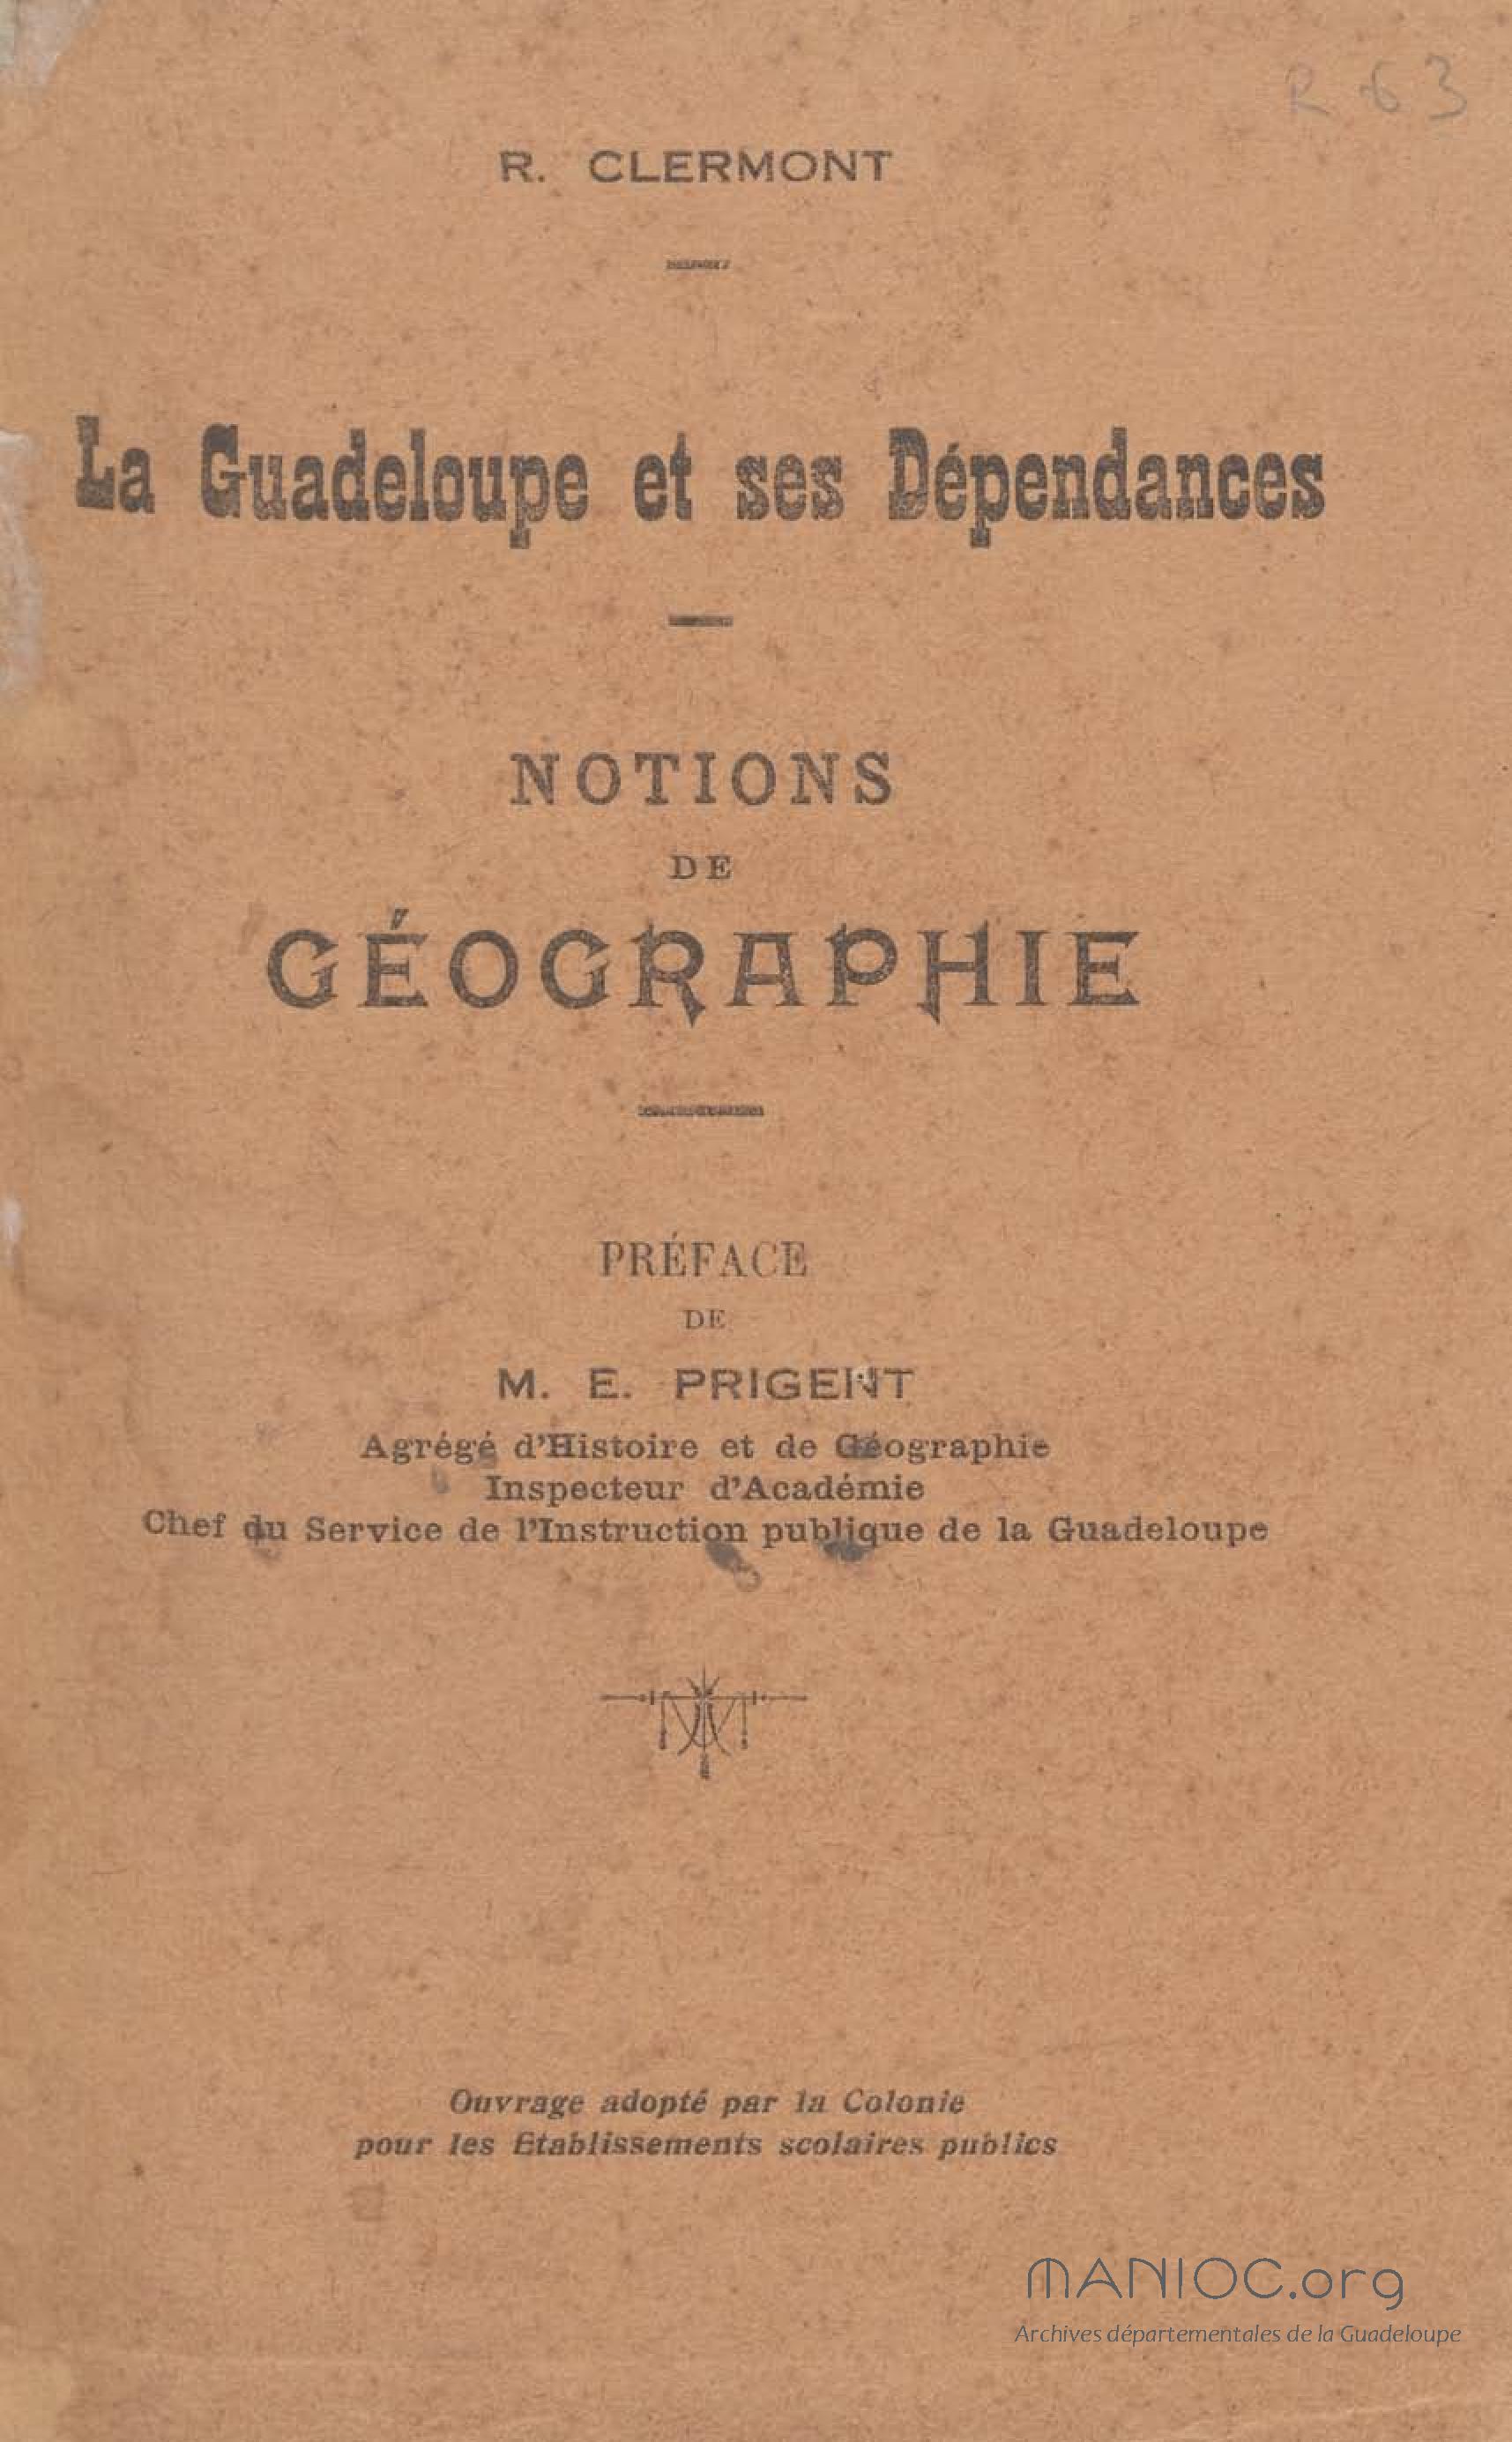 R 63
R. CLERMONT
La Guadeloupe et ses Dépendances
NOTIONS
DE
GÉOGRAPHIE
PRÉFACE
DE
M. E. PRIGENT
Agrégé d'Histoire et de Géographie
Inspecteur d'Académie
Chef du Service de l'Instruction publique de la Guadeloupe
Ouvrage adopté par la Colonie
pour les Etablissements scolaires publics
MANIOC.org
Archives départementales de la Guadeloupe